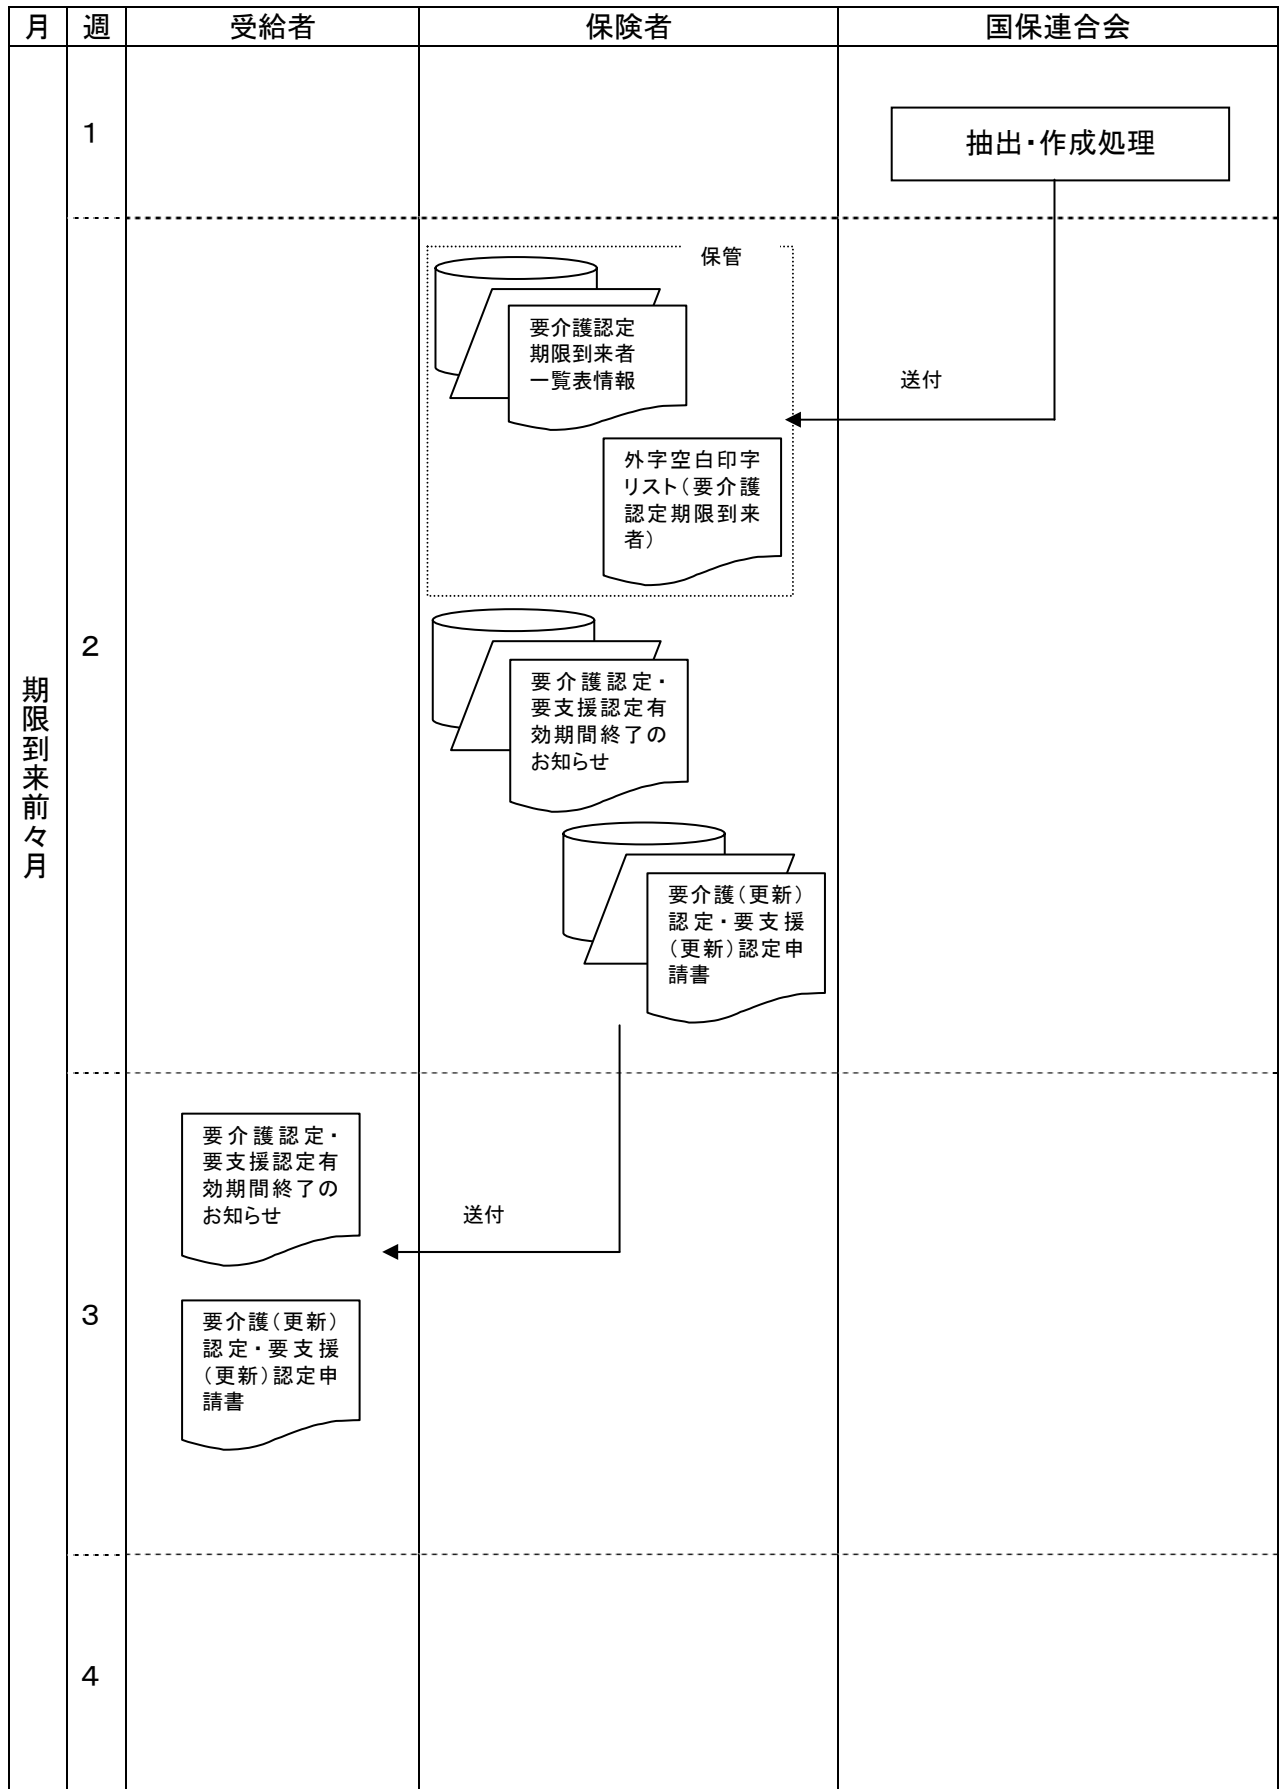 月 週 受給者 保険者 国保連合会
期限到来前々月
1
抽出・作成処理
2
保管
要介護認定
期限到来者
一覧表情報
送付
外字空白印字
リスト（要介護
認定期限到来
者）
要介護認定・
要支援認定有
効期間終了の
お知らせ
要介護（更新）
認定・要支援
（更新）認定申
請書
3
要介護認定・
要支援認定有
効期間終了の
お知らせ
送付
要介護（更新）
認定・要支援
（更新）認定申
請書
4